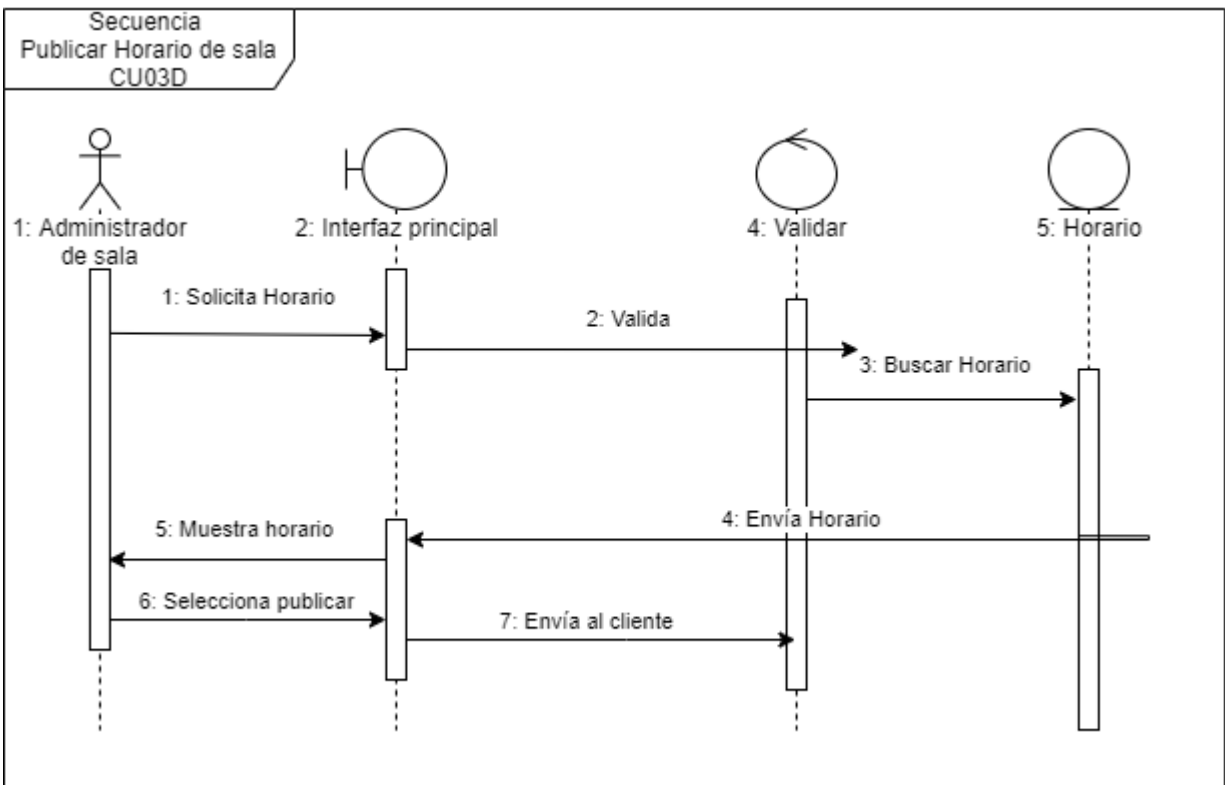 Secuencia
Publicar Horario de sala
CU03D
1: Administrador
de sala
2: Interfaz principal
4: Validar
5: Horario
1: Solicita Horario
2: Valida
3: Buscar Horario
4: Envía Horario
5: Muestra horario
6: Selecciona publicar
7: Envía al cliente